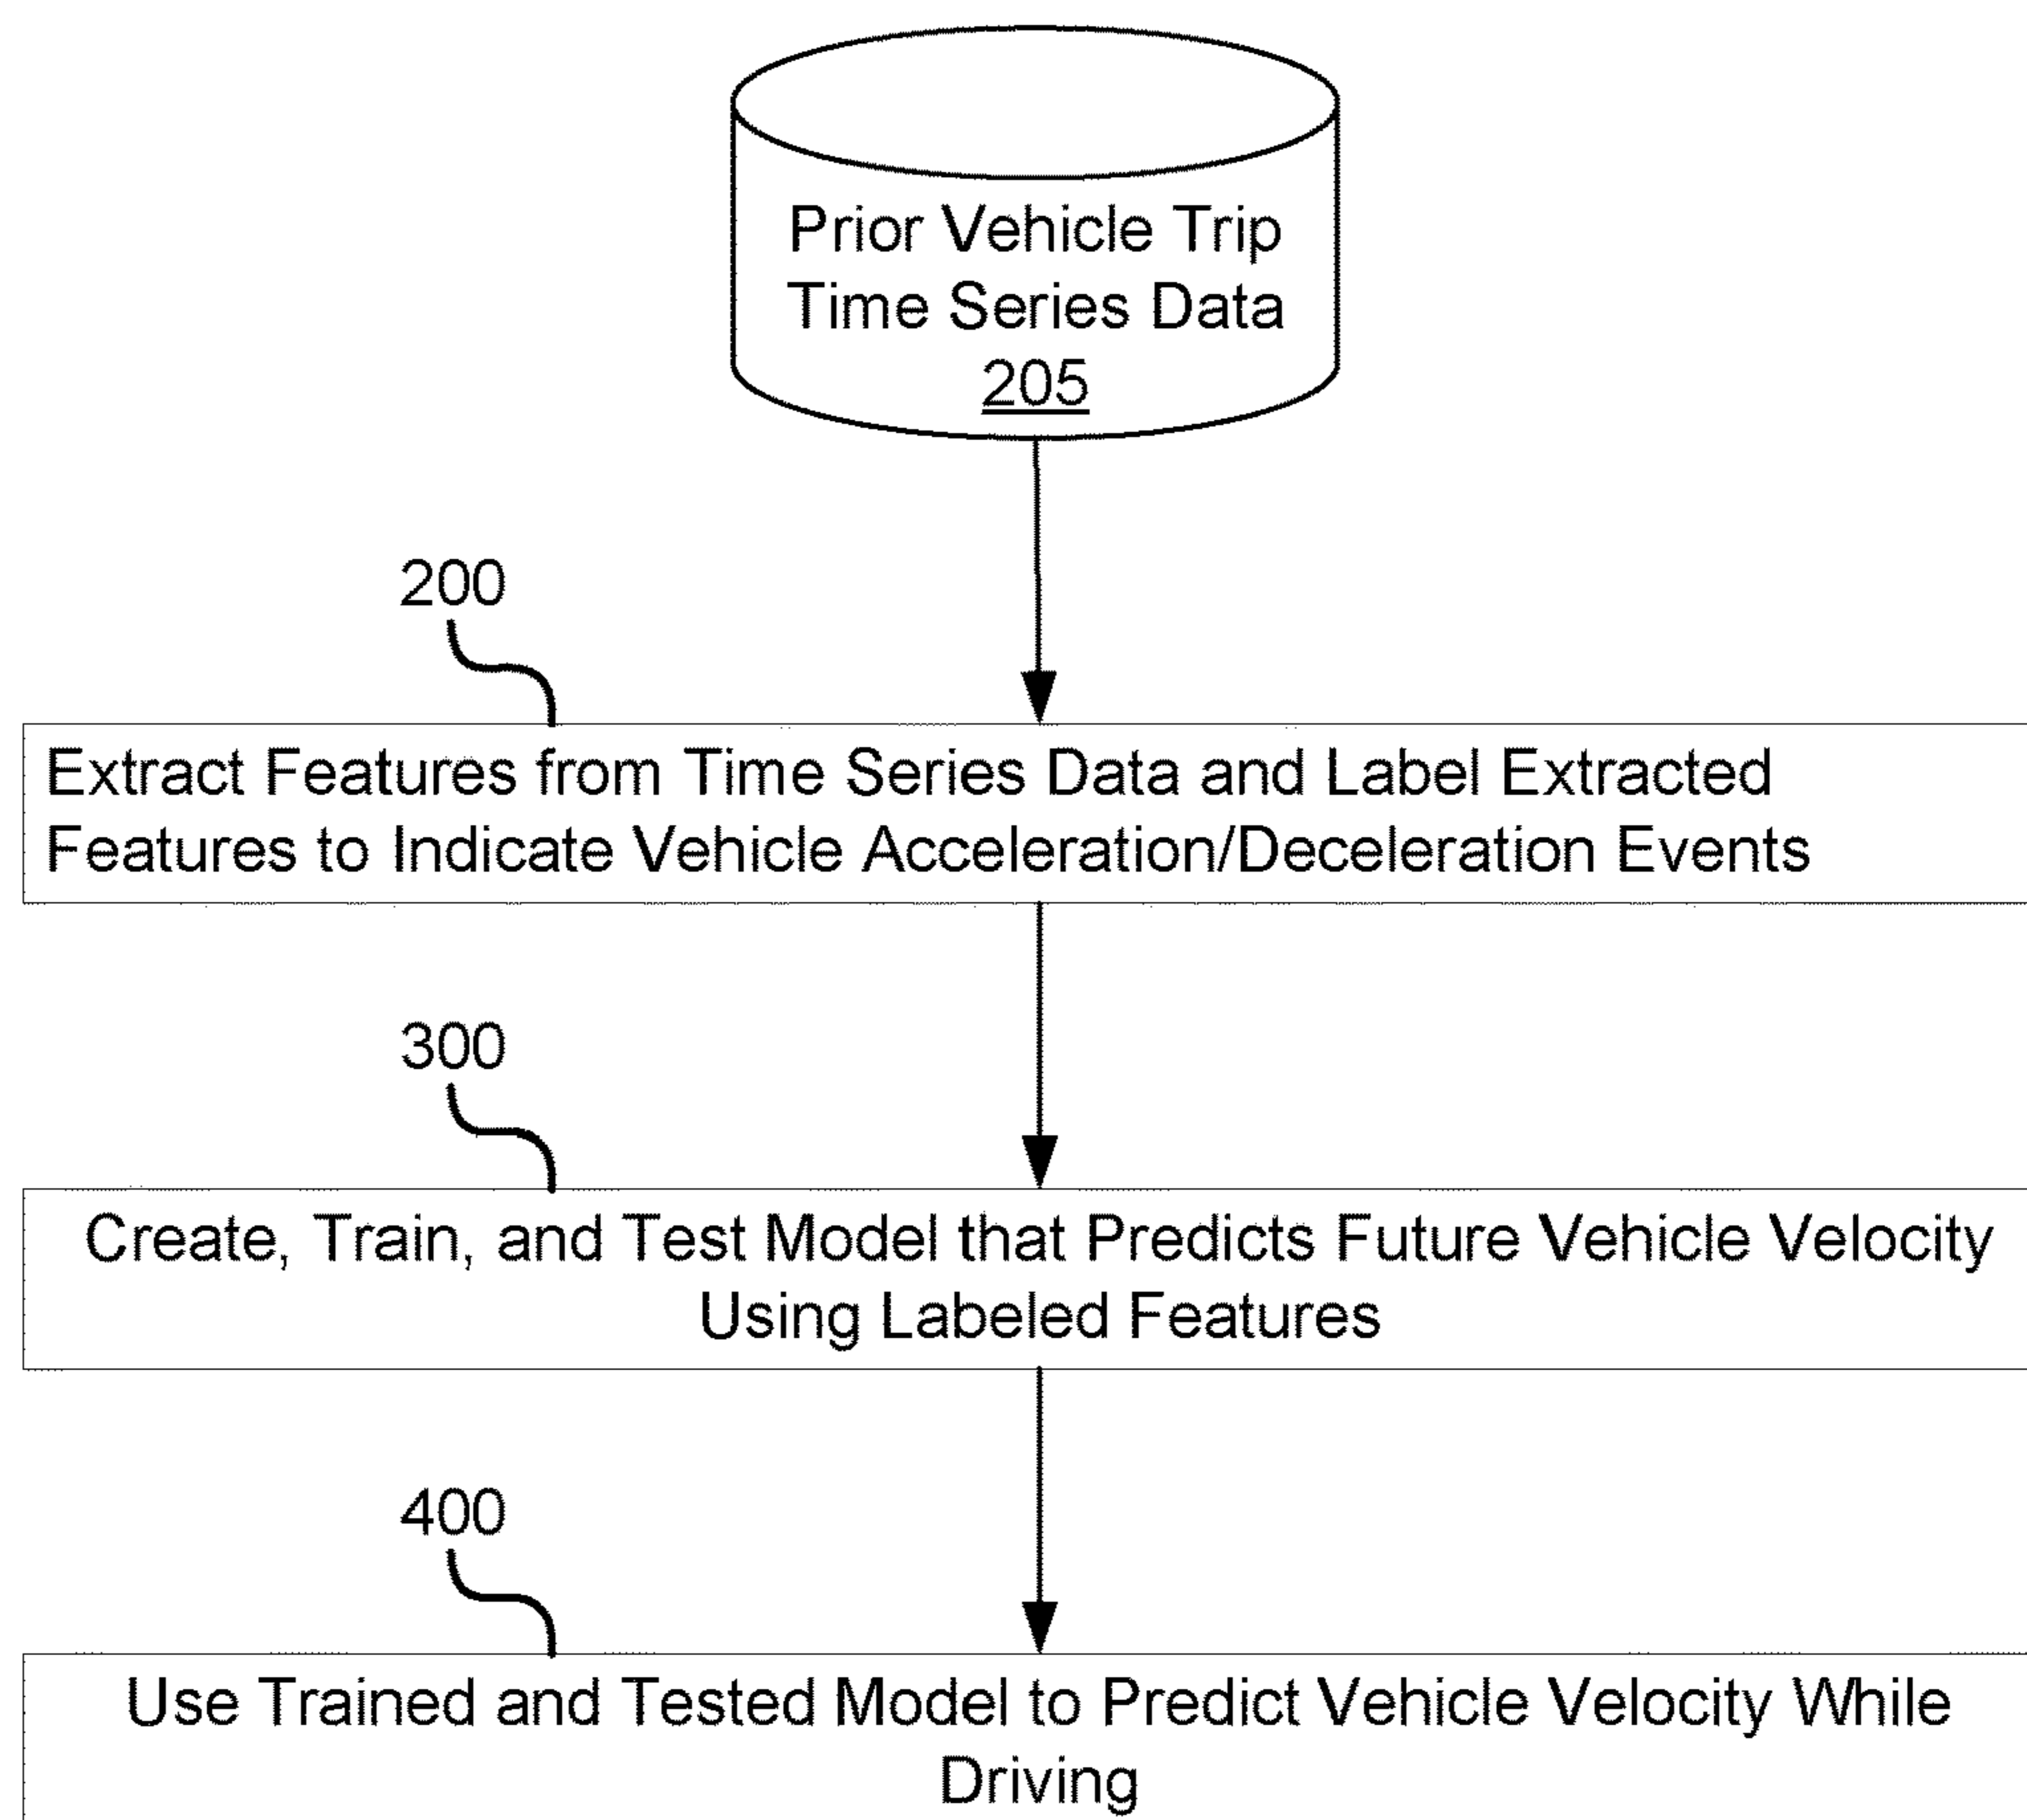 Prior Vehicle Trip
Time Series Data
205
200
Extract Features from Time Series Data and Label Extracted
Features to Indicate Vehicle Acceleration/Deceleration Events
300
Create, Train, and Test Model that Predicts Future Vehicle Velocity
Using Labeled Features
400
Use Trained and Tested Model to Predict Vehicle Velocity While
Driving